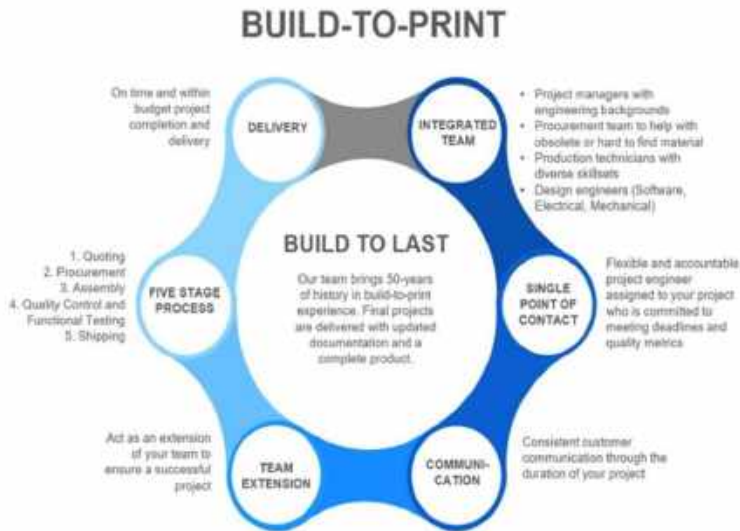 BUILD-TO-PRINT
On time and within
budget project
completion and
delivery
DELIVERY
INTEGRATED
TEAM
• Project managers with
engineering backgrounds
• Procurement team to help with
obsolete or hard to find material
• Production technicians with
diverse skillsets
• Design engineers (Software,
Electrical, Mechanical)
1. Quoting
2. Procurement
3. Assembly
4. Quality Control and
Functional Testing
5. Shipping
FIVE STAGE
PROCESS
BUILD TO LAST
Our team brings 50-years
of history in build-to-print
experience. Final projects
are delivered with updated
documentation and a
complete product.
SINGLE
POINT OF
CONTACT
Flexible and accountable
project engineer
assigned to your project
who is committed to
meeting deadlines and
quality metrics
Act as an extension
of your team to
ensure a successful
project
TEAM
EXTENSION
COMMUNI-
CATION
Consistent customer
communication through the
duration of your project